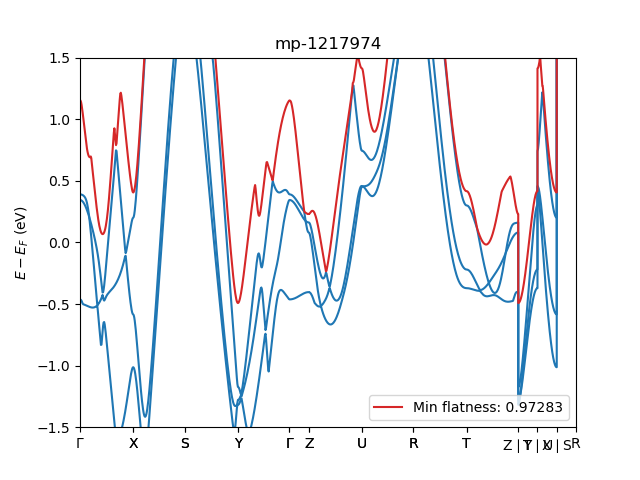 mp-1217974
E − E_F (eV)
1.5
1.0
0.5
0.0
−0.5
−1.0
−1.5
Min flatness: 0.97283
Γ X S Y Γ Z U R T Z | Y | X | S R